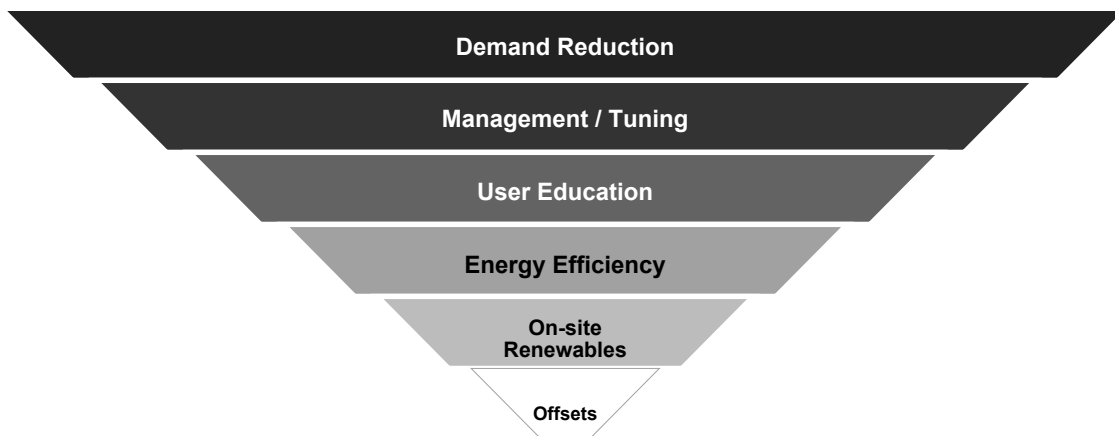 Demand Reduction
Management / Tuning
User Education
Energy Efficiency
On-site
Renewables
Offsets